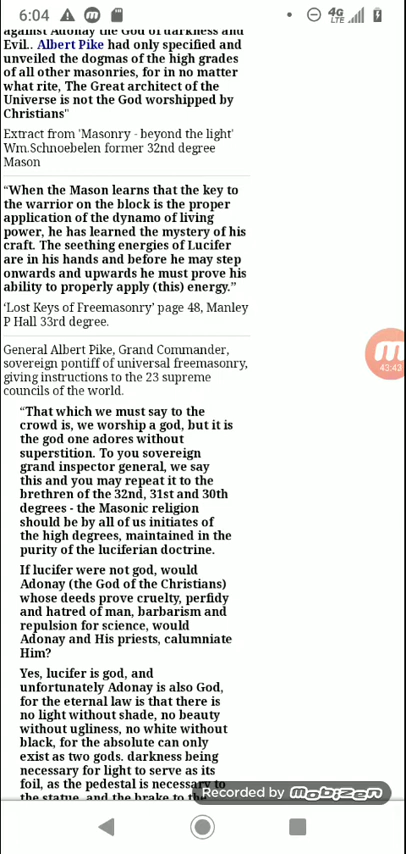 6:04
4G
LTE
against Adonay the God of darkness and
Evil.. Albert Pike had only specified and
unveiled the dogmas of the high grades
of all other masonries, for in no matter
what rite, The Great architect of the
Universe is not the God worshipped by
Christians"
Extract from 'Masonry - beyond the light'
Wm.Schnoebelen former 32nd degree
Mason
"When the Mason learns that the key to
the warrior on the block is the proper
application of the dynamo of living
power, he has learned the mystery of his
craft. The seething energies of Lucifer
are in his hands and before he may step
onwards and upwards he must prove his
ability to properly apply (this) energy."
'Lost Keys of Freemasonry' page 48, Manley
P Hall 33rd degree.
43:43
General Albert Pike, Grand Commander,
sovereign pontiff of universal freemasonry,
giving instructions to the 23 supreme
councils of the world.
"That which we must say to the
crowd is, we worship a god, but it is
the god one adores without
superstition. To you sovereign
grand inspector general, we say
this and you may repeat it to the
brethren of the 32nd, 31st and 30th
degrees - the Masonic religion
should be by all of us initiates of
the high degrees, maintained in the
purity of the luciferian doctrine.
If lucifer were not god, would
Adonay (the God of the Christians)
whose deeds prove cruelty, perfidy
and hatred of man, barbarism and
repulsion for science, would
Adonay and His priests, calumniate
Him?
Yes, lucifer is god, and
unfortunately Adonay is also God,
for the eternal law is that there is
no light without shade, no beauty
without ugliness, no white without
black, for the absolute can only
exist as two gods. darkness being
necessary for light to serve as its
foil, as the pedestal is necessary to
the statue, and the brake to the
Recorded by Mobizen